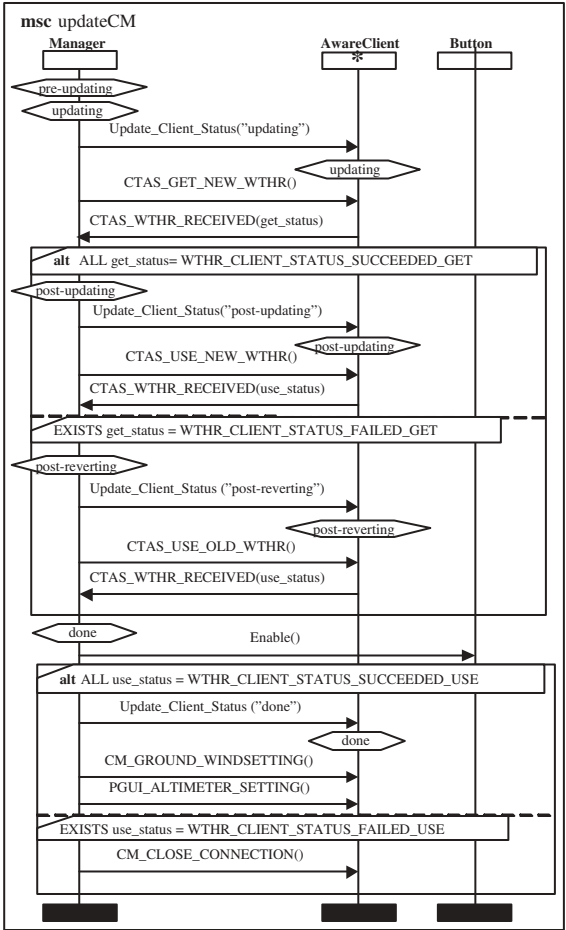 msc updateCM
Manager AwareClient Button
*
pre-updating
updating
Update_Client_Status("updating")
updating
CTAS_GET_NEW_WTHR()
CTAS_WTHR_RECEIVED(get_status)
alt ALL get_status= WTHR_CLIENT_STATUS_SUCCEEDED_GET
post-updating
Update_Client_Status("post-updating")
post-updating
CTAS_USE_NEW_WTHR()
CTAS_WTHR_RECEIVED(use_status)
EXISTS get_status = WTHR_CLIENT_STATUS_FAILED_GET
post-reverting
Update_Client_Status ("post-reverting")
post-reverting
CTAS_USE_OLD_WTHR()
CTAS_WTHR_RECEIVED(use_status)
done
Enable()
alt ALL use_status = WTHR_CLIENT_STATUS_SUCCEEDED_USE
Update_Client_Status ("done")
done
CM_GROUND_WINDSETTING()
PGUI_ALTIMETER_SETTING()
EXISTS use_status = WTHR_CLIENT_STATUS_FAILED_USE
CM_CLOSE_CONNECTION()